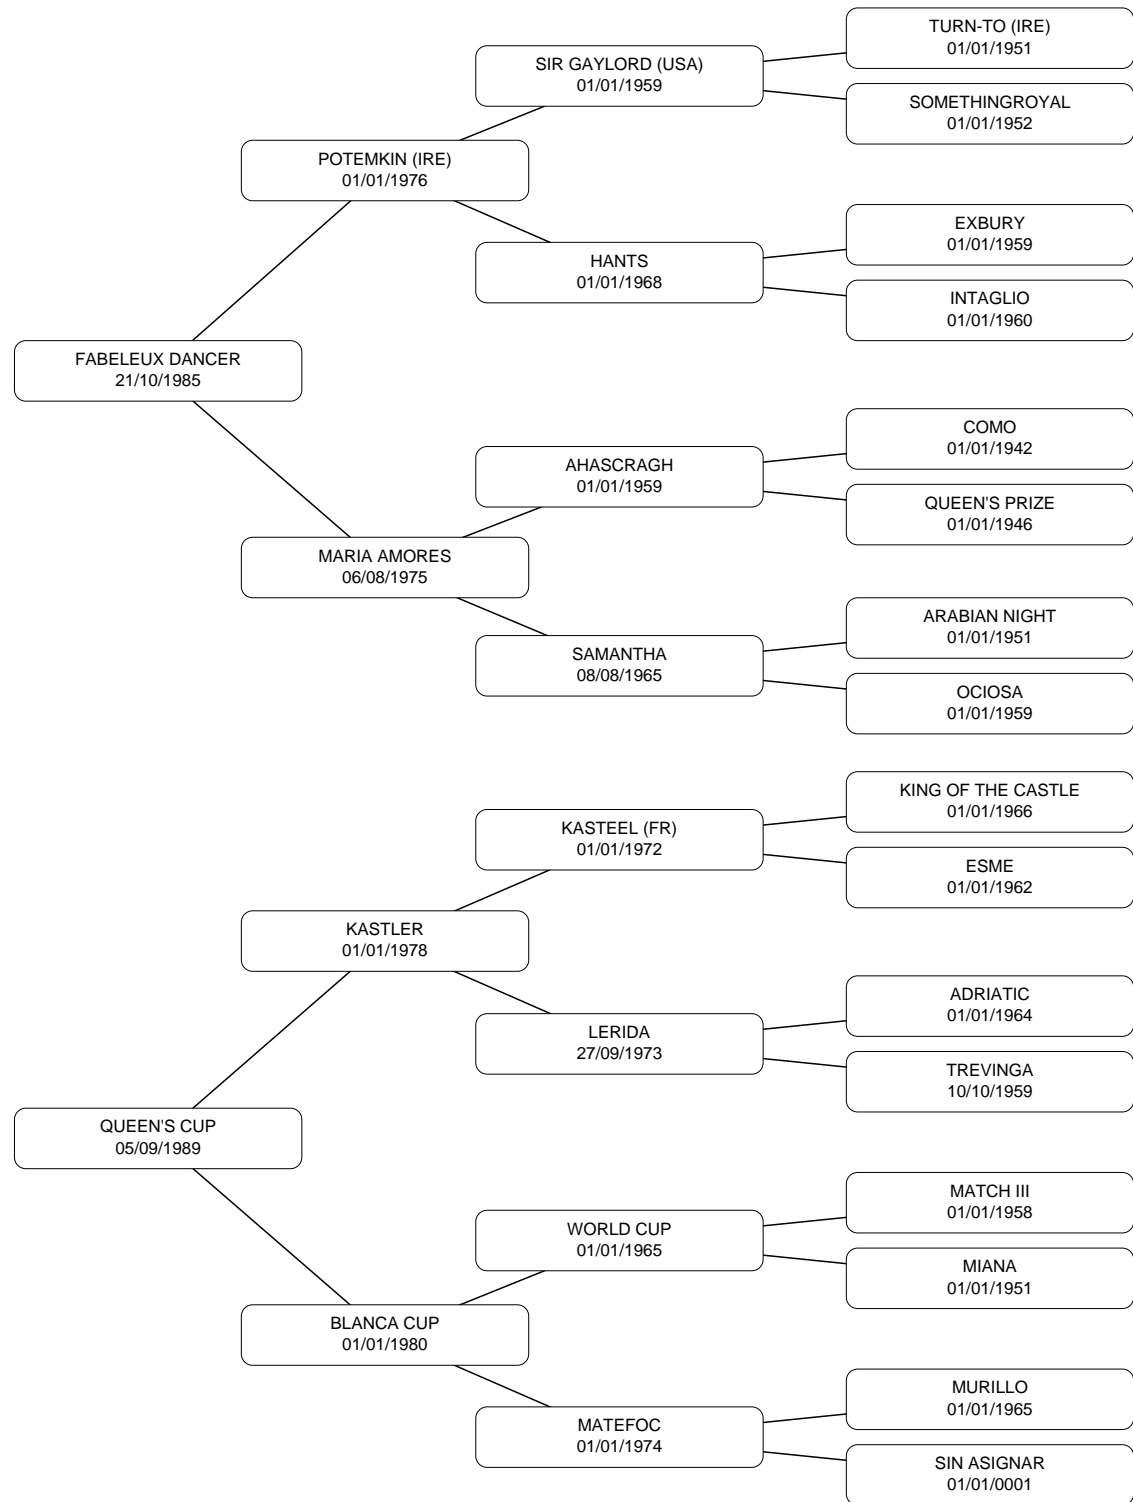 TURN-TO (IRE)
01/01/1951
SIR GAYLORD (USA)
01/01/1959
SOMETHINGROYAL
01/01/1952
POTEMKIN (IRE)
01/01/1976
EXBURY
01/01/1959
HANTS
01/01/1968
INTAGLIO
01/01/1960
FABELEUX DANCER
21/10/1985
COMO
01/01/1942
AHASCRAGH
01/01/1959
QUEEN'S PRIZE
01/01/1946
MARIA AMORES
06/08/1975
ARABIAN NIGHT
01/01/1951
SAMANTHA
08/08/1965
OCIOSA
01/01/1959
KING OF THE CASTLE
01/01/1966
KASTEEL (FR)
01/01/1972
ESME
01/01/1962
KASTLER
01/01/1978
ADRIATIC
01/01/1964
LERIDA
27/09/1973
TREVINGA
10/10/1959
QUEEN'S CUP
05/09/1989
MATCH III
01/01/1958
WORLD CUP
01/01/1965
MIANA
01/01/1951
BLANCA CUP
01/01/1980
MURILLO
01/01/1965
MATEFOC
01/01/1974
SIN ASIGNAR
01/01/0001